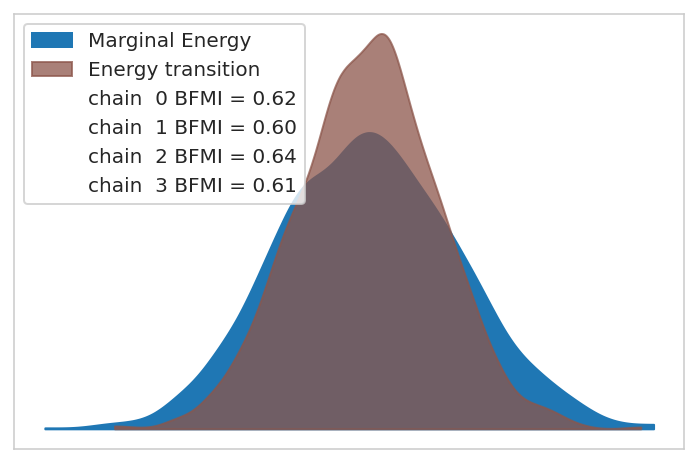 Marginal Energy
Energy transition
chain  0 BFMI = 0.62
chain  1 BFMI = 0.60
chain  2 BFMI = 0.64
chain  3 BFMI = 0.61